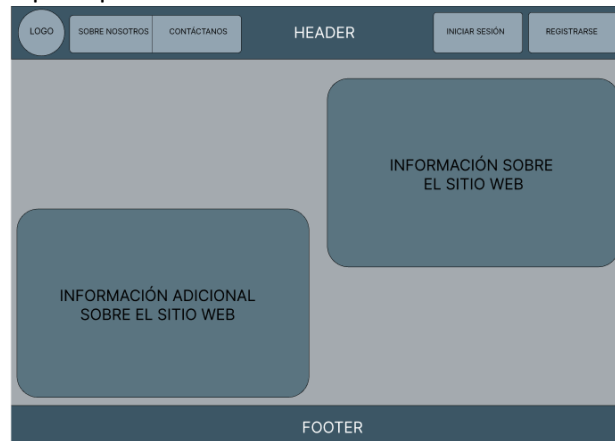 LOGO
SOBRE NOSOTROS
CONTÁCTANOS
HEADER
INICIAR SESIÓN
REGISTRARSE
INFORMACIÓN SOBRE
EL SITIO WEB
INFORMACIÓN ADICIONAL
SOBRE EL SITIO WEB
FOOTER